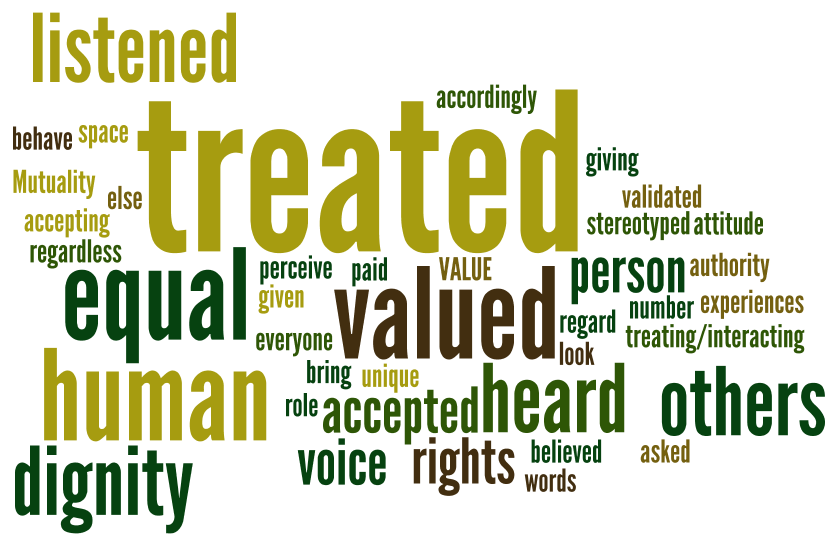 listened
accordingly
treated
behave space
giving
Mutuality
else
validated
accepting
stereotyped attitude
regardless
equal
perceive paid VALUE
person authority
given
valued
number experiences
regard
everyone
treating/interacting
look
human
bring unique
heard
others
role accepted
dignity
voice rights believed asked
words